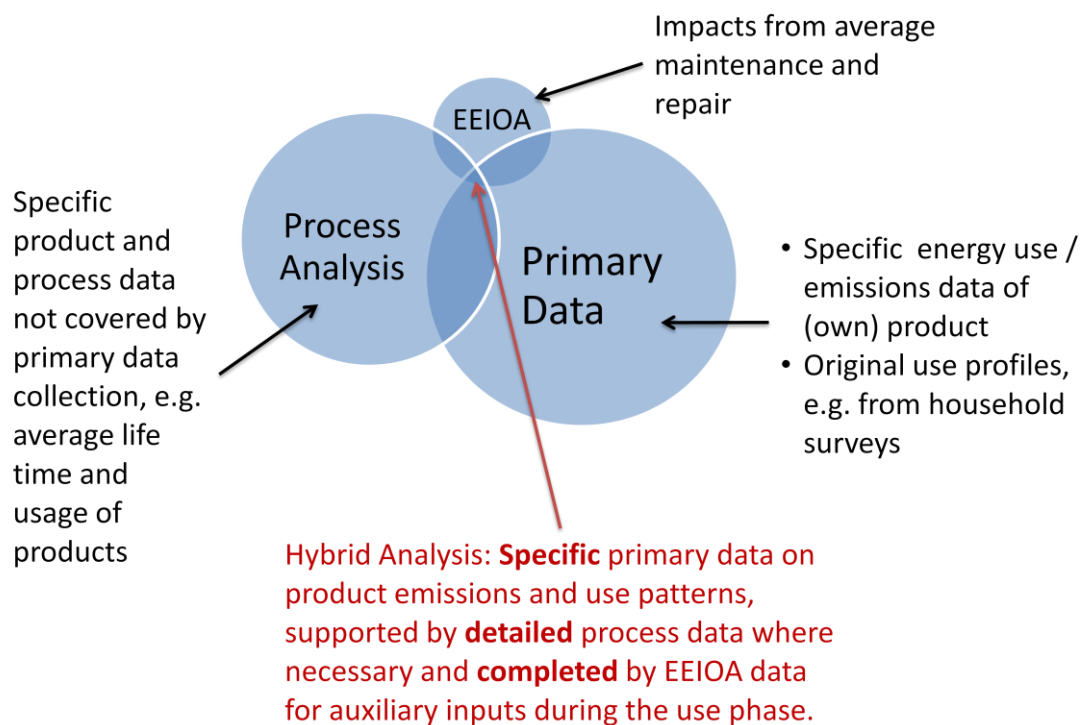 Impacts from average
maintenance and
repair
EEIOA
Specific
product and
process data
not covered by
primary data
collection, e.g.
average life
time and
usage of
products
Process
Analysis
Primary
Data
• Specific  energy use /
emissions data of
(own) product
• Original use profiles,
e.g. from household
surveys
Hybrid Analysis: Specific primary data on
product emissions and use patterns,
supported by detailed process data where
necessary and completed by EEIOA data
for auxiliary inputs during the use phase.